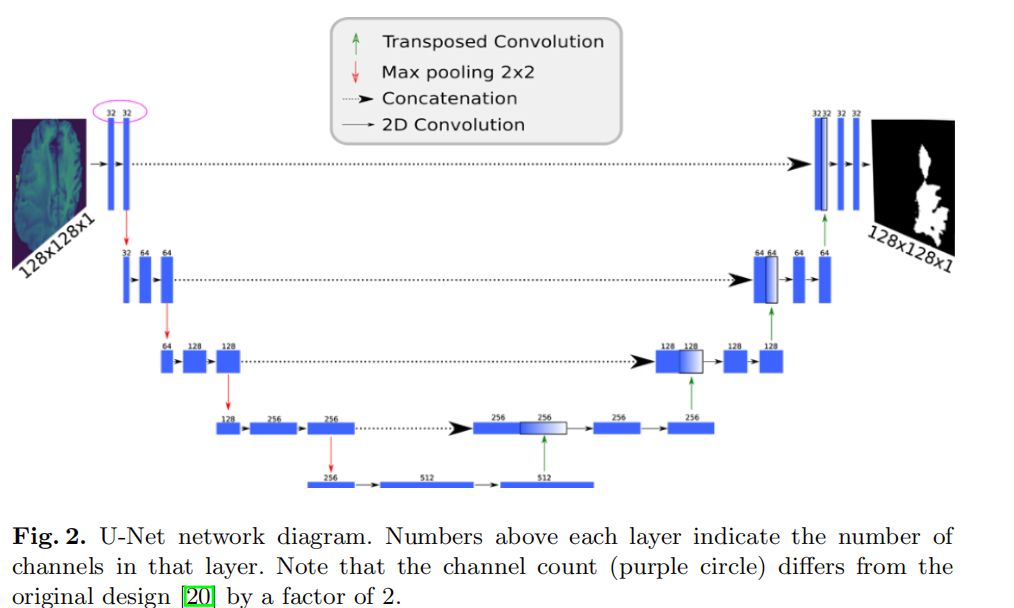 Transposed Convolution
Max pooling 2x2
Concatenation
2D Convolution
32 32
3232 32 32
128x128x1
128x128x1
32 64 64
64 64 64 64
64 128 128
128 128 128 128
128 256 256
256 256 256 256
256 512 512
Fig. 2. U-Net network diagram. Numbers above each layer indicate the number of
channels in that layer. Note that the channel count (purple circle) differs from the
original design [20] by a factor of 2.